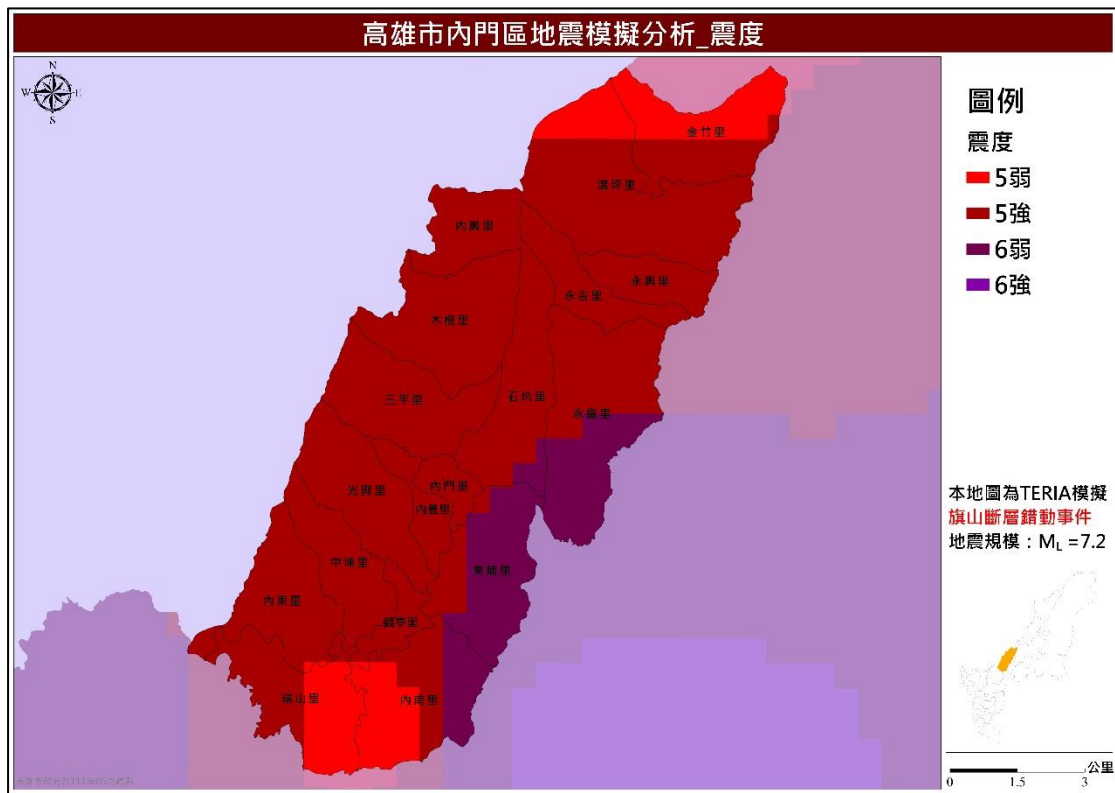 高雄市內門區地震模擬分析_震度
N
W
E
S
圖例
震度
5弱
5強
6弱
6強
金竹里
溝坪里
內興里
永興里
永吉里
木柵里
三平里
石坑里
永富里
光興里
內門里
內豐里
東埔里
中埔里
內東里
觀亭里
瑞山里
內南里
本地圖為TERIA模擬
旗山斷層錯動事件
地震規模：ML =7.2
公里
0 1.5 3